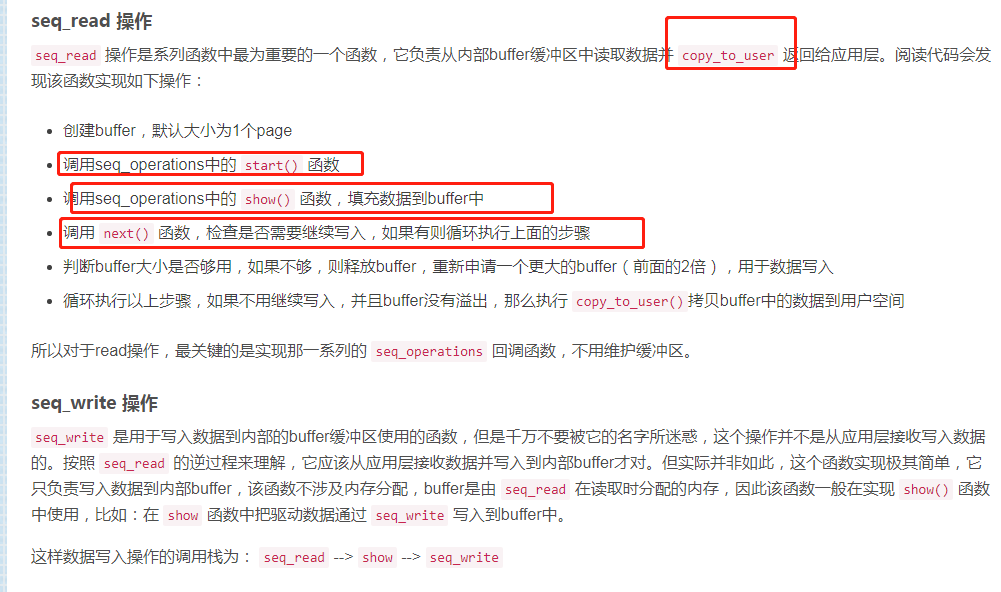 seq_read 操作
seq_read 操作是系列函数中最为重要的一个函数，它负责从内部buffer缓冲区中读取数据并 copy_to_user 返回给应用层。阅读代码会发
现该函数实现如下操作：
• 创建buffer，默认大小为1个page
• 调用seq_operations中的 start() 函数
• 调用seq_operations中的 show() 函数，填充数据到buffer中
• 调用 next() 函数，检查是否需要继续写入，如果有则循环执行上面的步骤
• 判断buffer大小是否够用，如果不够，则释放buffer，重新申请一个更大的buffer（前面的2倍），用于数据写入
• 循环执行以上步骤，如果不用继续写入，并且buffer没有溢出，那么执行 copy_to_user() 拷贝buffer中的数据到用户空间
所以对于read操作，最关键的是实现那一系列的 seq_operations 回调函数，不用维护缓冲区。
seq_write 操作
seq_write 是用于写入数据到内部的buffer缓冲区使用的函数，但是千万不要被它的名字所迷惑，这个操作并不是从应用层接收写入数据
的。按照 seq_read 的逆过程来理解，它应该从应用层接收数据并写入到内部buffer才对。但实际并非如此，这个函数实现极其简单，它
只负责写入数据到内部buffer，该函数不涉及内存分配，buffer是由 seq_read 在读取时分配的内存，因此该函数一般在实现 show() 函数
中使用，比如：在 show 函数中把驱动数据通过 seq_write 写入到buffer中。
这样数据写入操作的调用栈为： seq_read --> show --> seq_write